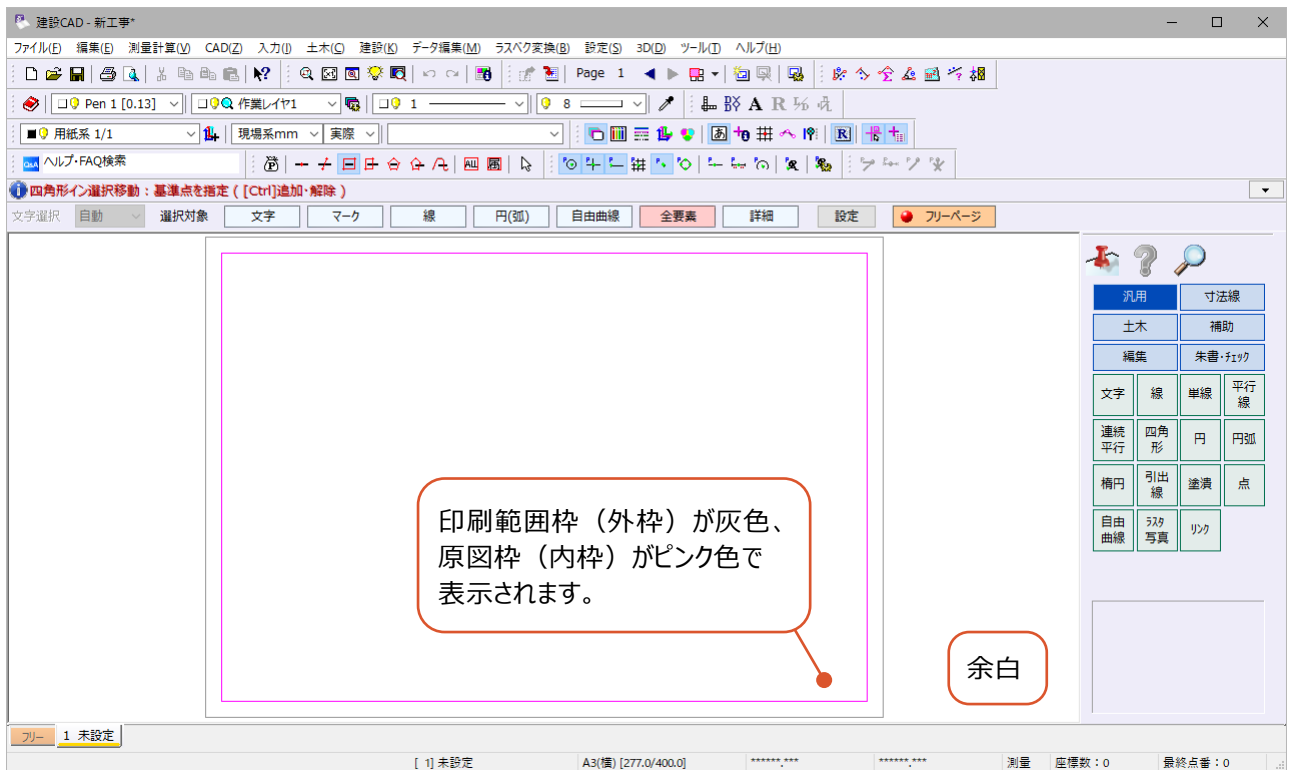 建設CAD - 新工事*
ファイル(F) 編集(E) 測量計算(V) CAD(Z) 入力(I) 土木(C) 建設(K) データ編集(M) ラスベク変換(B) 設定(S) 3D(D) ツール(T) ヘルプ(H)
Page 1
Pen 1 [0.13] 作業レイヤ1 1 8
用紙系 1/1 現場系mm 実際
ヘルプ・FAQ検索
四角形イン選択移動：基準点を指定 ( [Ctrl]追加・解除 )
文字選択 自動 選択対象 文字 マーク 線 円(弧) 自由曲線 全要素 詳細 設定 フリーページ
汎用 寸法線
土木 補助
編集 朱書・ﾁｪｯｸ
文字 線 単線 平行
線
連続 四角 円 円弧
平行 形
楕円 引出 塗潰 点
線
自由 ﾗｽﾀ ﾘﾝｸ
曲線 写真
印刷範囲枠（外枠）が灰色、
原図枠（内枠）がピンク色で
表示されます。
余白
フリー 1 未設定
[ 1] 未設定 A3(横) [277.0/400.0] ******.*** ******.*** 測量 座標数：0 最終点番：0